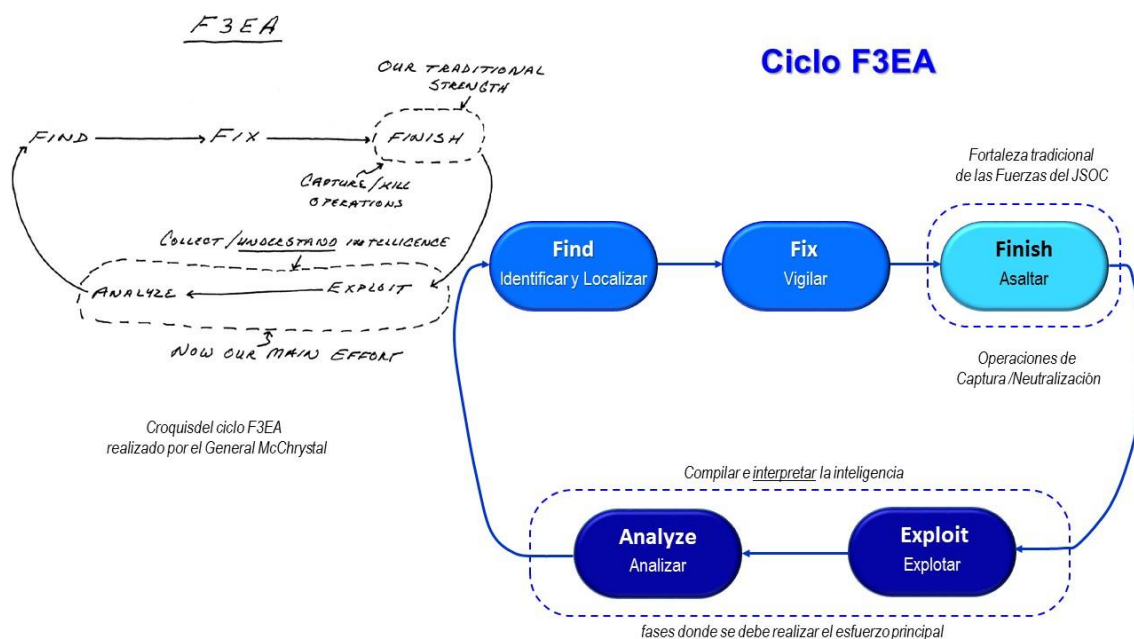 F3EA
OUR TRADITIONAL
STRENGTH
FIND
FIX
FINISH
CAPTURE/KILL
OPERATIONS
COLLECT/UNDERSTAND INTELLIGENCE
ANALYZE
EXPLOIT
NOW OUR MAIN EFFORT
Croquisdel ciclo F3EA
realizado por el General McChrystal
Ciclo F3EA
Fortaleza tradicional
de las Fuerzas del JSOC
Find
Identificar y Localizar
Fix
Vigilar
Finish
Asaltar
Operaciones de
Captura /Neutralización
Compilar e interpretar la inteligencia
Analyze
Analizar
Exploit
Explotar
fases donde se debe realizar el esfuerzo principal